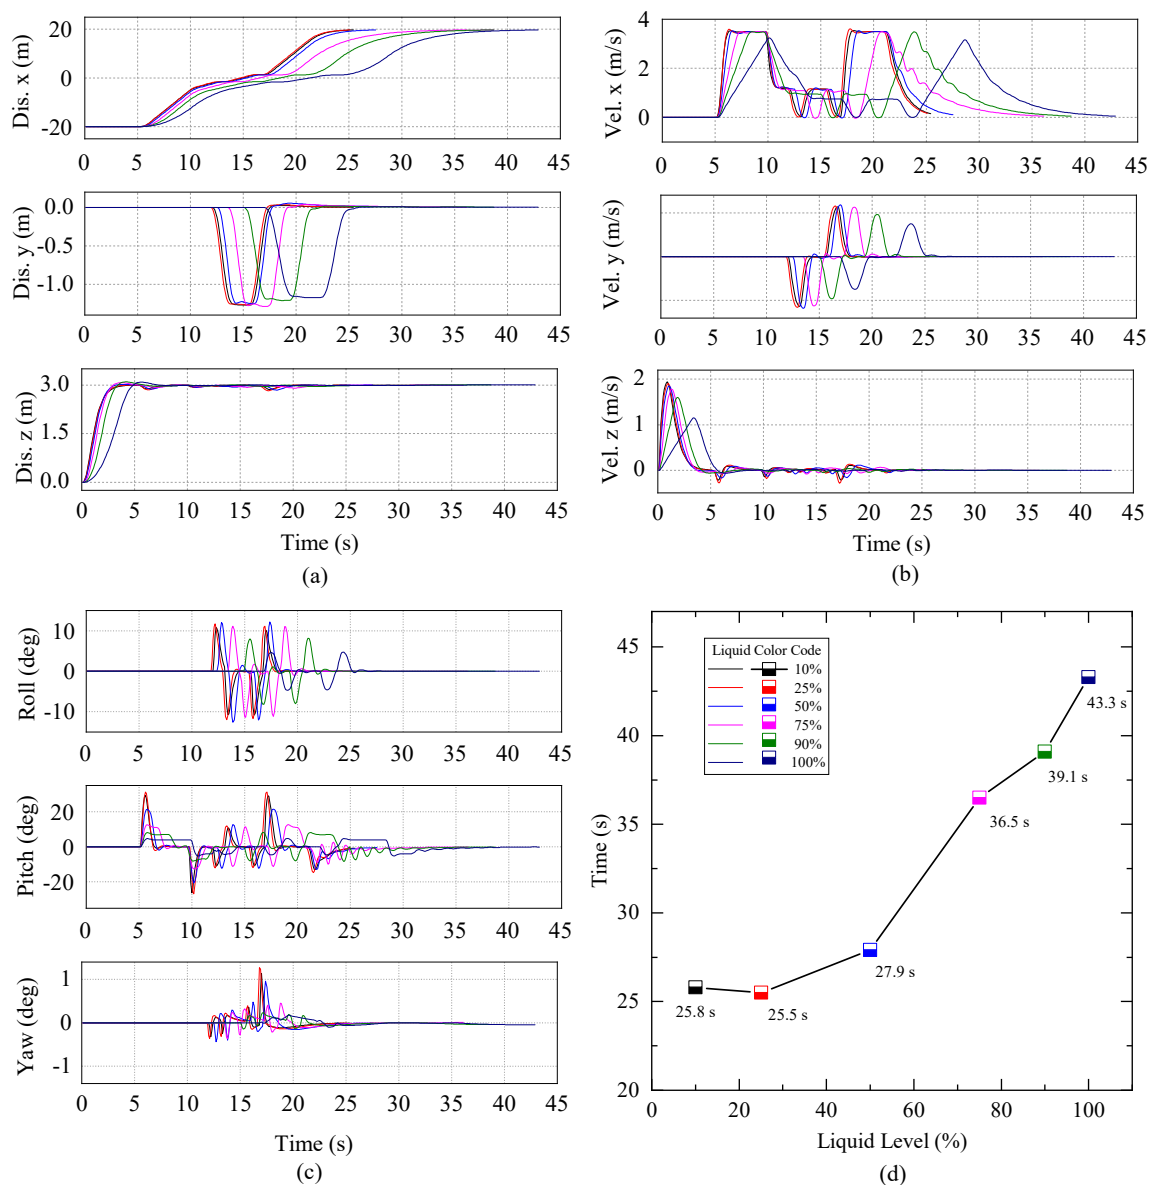 Dis. x (m)
20
0
-20
0 5 10 15 20 25 30 35 40 45
Dis. y (m)
0.0
-0.5
-1.0
0 5 10 15 20 25 30 35 40 45
Dis. z (m)
3.0
1.5
0.0
0 5 10 15 20 25 30 35 40 45
Time (s)
(a)
Vel. x (m/s)
4
2
0
0 5 10 15 20 25 30 35 40 45
Vel. y (m/s)
0 5 10 15 20 25 30 35 40 45
Vel. z (m/s)
2
1
0
0 5 10 15 20 25 30 35 40 45
Time (s)
(b)
Roll (deg)
10
0
-10
0 5 10 15 20 25 30 35 40 45
Pitch (deg)
20
0
-20
0 5 10 15 20 25 30 35 40 45
Yaw (deg)
1
0
-1
0 5 10 15 20 25 30 35 40 45
Time (s)
(c)
Time (s)
45
40
35
30
25
20
Liquid Color Code
10%
25%
50%
75%
90%
100%
43.3 s
39.1 s
36.5 s
27.9 s
25.8 s
25.5 s
0 20 40 60 80 100
Liquid Level (%)
(d)